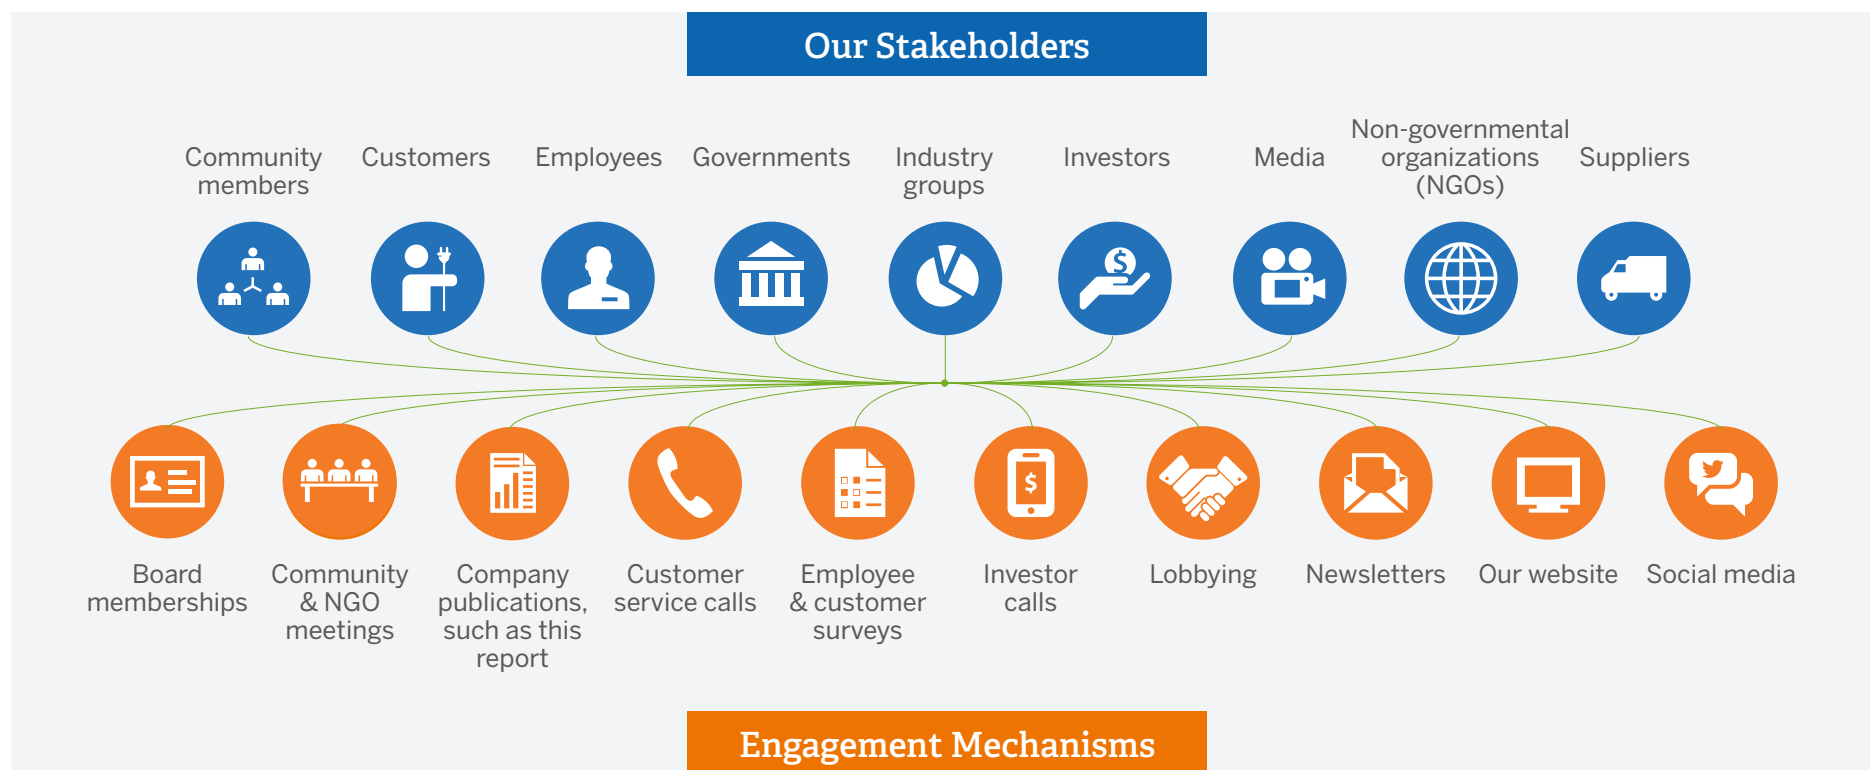 Our Stakeholders
Community
members
Customers
Employees
Governments
Industry
groups
Investors
Media
Non-governmental
organizations
(NGOs)
Suppliers
$
$
Board
memberships
Community
& NGO
meetings
Company
publications,
such as this
report
Customer
service calls
Employee
& customer
surveys
Investor
calls
Lobbying
Newsletters
Our website
Social media
Engagement Mechanisms